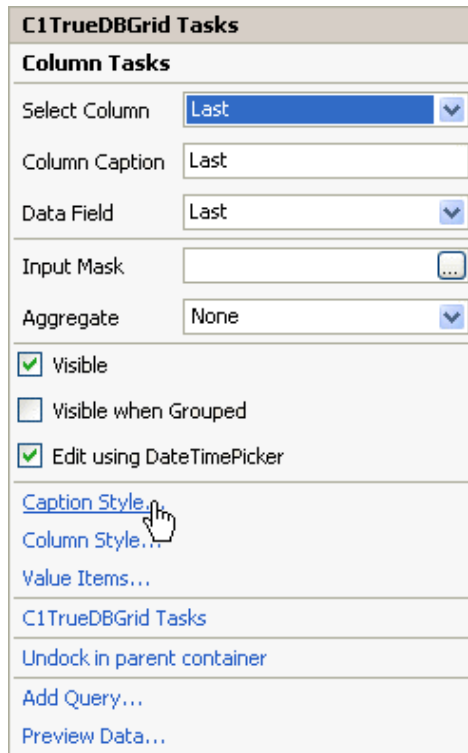 C1TrueDBGrid Tasks
Column Tasks
Select Column Last
Column Caption Last
Data Field Last
Input Mask ...
Aggregate None
Visible
Visible when Grouped
Edit using DateTimePicker
Caption Style...
Column Style...
Value Items...
C1TrueDBGrid Tasks
Undock in parent container
Add Query...
Preview Data...